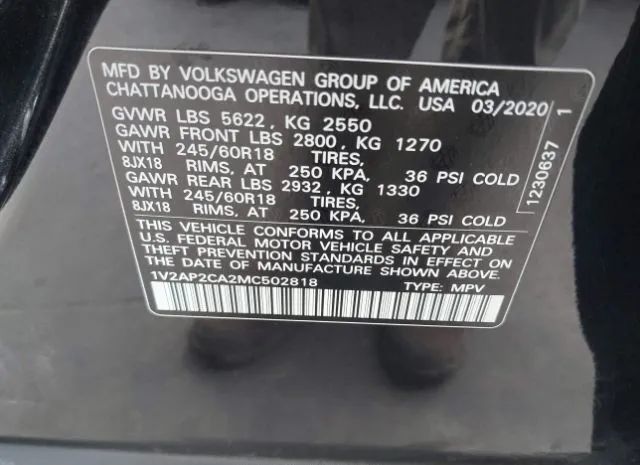 MFD BY VOLKSWAGEN GROUP OF AMERICA
CHATTANOOGA OPERATIONS, LLC. USA 03/2020
GVWR LBS 5622, KG 2550
GAWR FRONT LBS 2800, KG 1270
WITH 245/60R18 TIRES,
8JX18 RIMS, AT 250 KPA, 36 PSI COLD
GAWR REAR LBS 2932, KG 1330
WITH 245/60R18 TIRES,
8JX18 RIMS, AT 250 KPA, 36 PSI COLD
THIS VEHICLE CONFORMS TO ALL APPLICABLE
U.S. FEDERAL MOTOR VEHICLE SAFETY AND
THEFT PREVENTION STANDARDS IN EFFECT ON
THE DATE OF MANUFACTURE SHOWN ABOVE.
1V2AP2CA2MC502818 TYPE: MPV
1230637 1